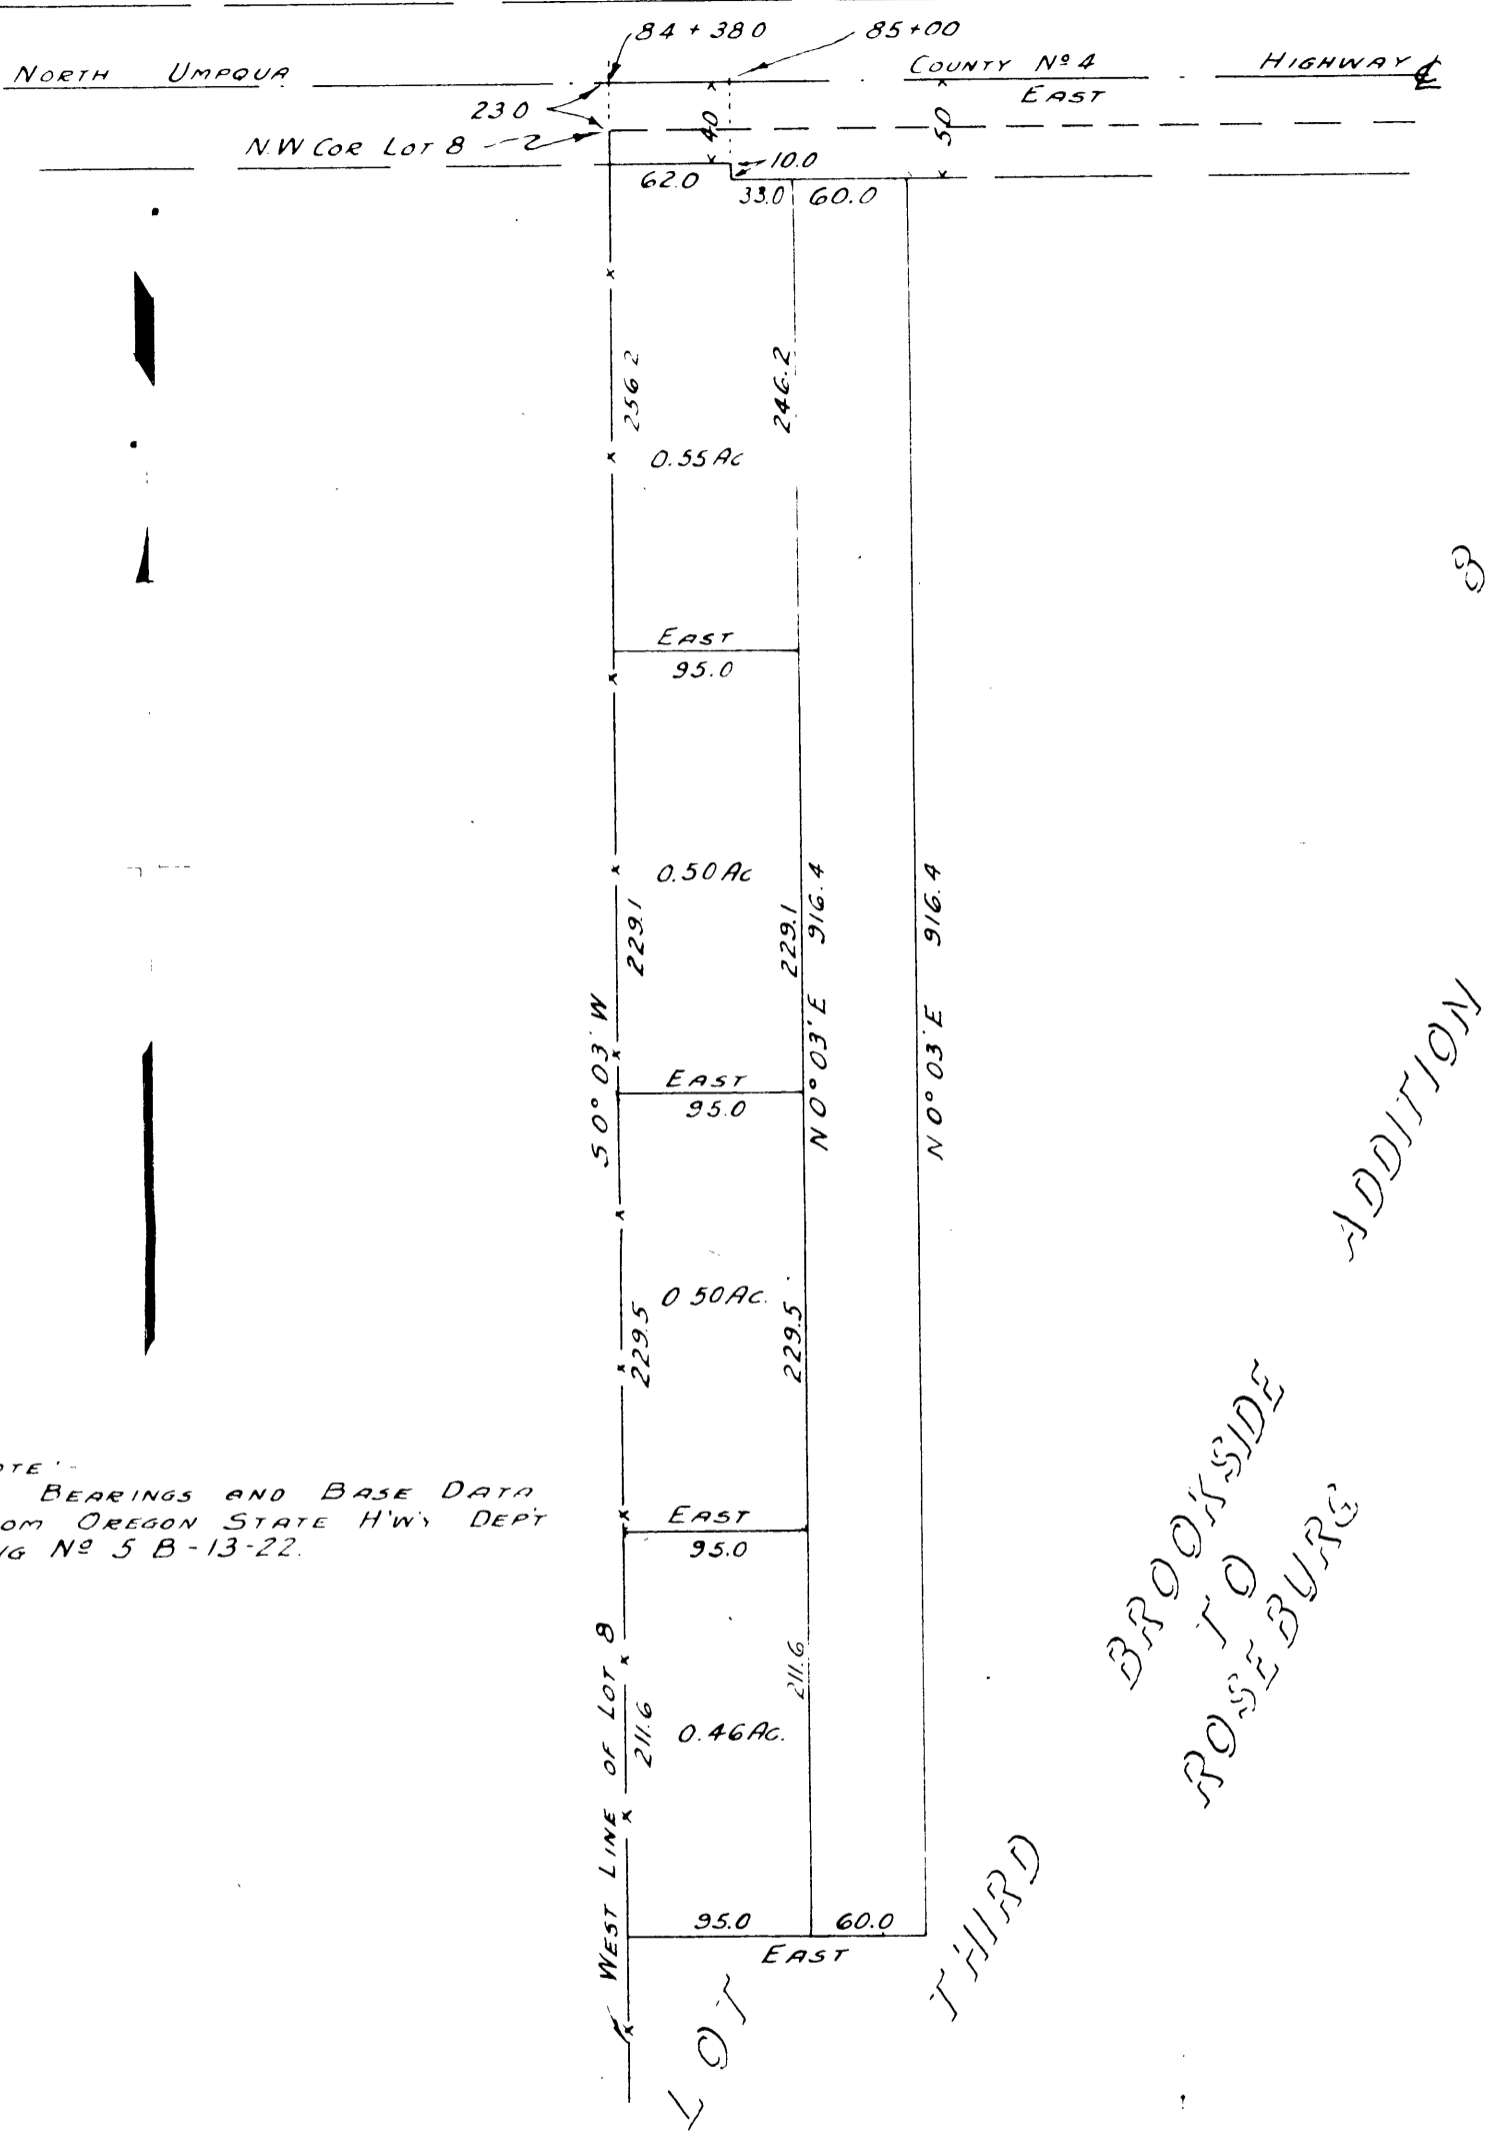 84 + 38 0
85+00
NORTH UMPQUA
COUNTY Nº 4
HIGHWAY ℄
EAST
23 0
40
50
N.W COR LOT 8
10.0
62.0
33.0
60.0
256 2
246.2
0.55 AC
8
EAST
95.0
0.50 AC
229.1
229.1
916.4
916.4
S 0° 03' W
N 0° 03' E
N 0° 03' E
EAST
95.0
ADDITION
0 50 AC.
229.5
229.5
BROOKSIDE
TO
ROSEBURG
OTE '-
BEARINGS AND BASE DATA
OM OREGON STATE H'W'Y DEPT
G Nº 5 B-13-22.
EAST
95.0
WEST LINE OF LOT 8
211.6
211.6
0.46 AC.
THIRD
95.0
60.0
EAST
LOT